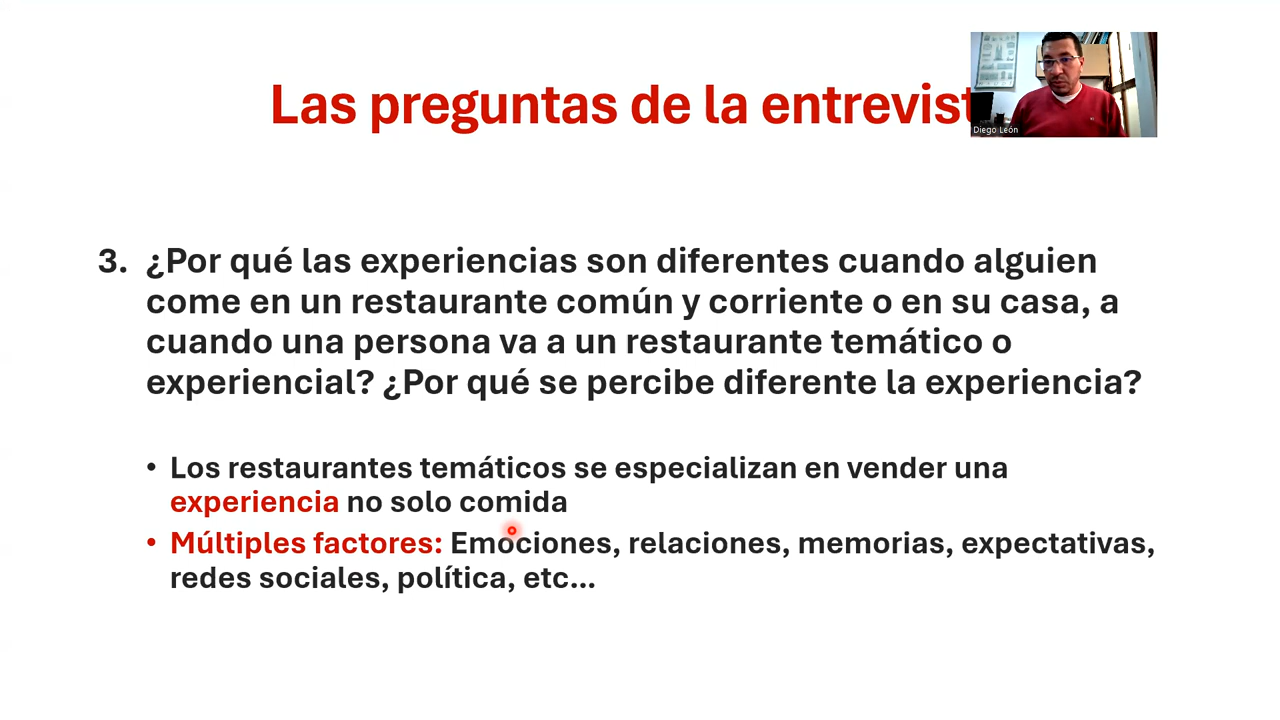 Las preguntas de la entrevist
Diego León
3. ¿Por qué las experiencias son diferentes cuando alguien
come en un restaurante común y corriente o en su casa, a
cuando una persona va a un restaurante temático o
experiencial? ¿Por qué se percibe diferente la experiencia?
• Los restaurantes temáticos se especializan en vender una
experiencia no solo comida
• Múltiples factores: Emociones, relaciones, memorias, expectativas,
redes sociales, política, etc...